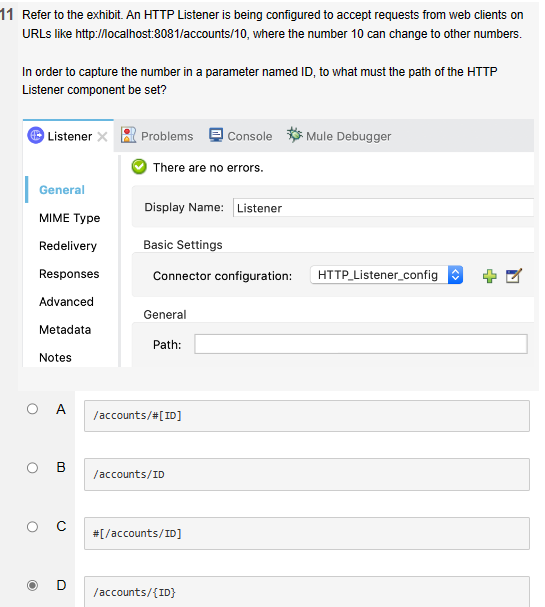 11 Refer to the exhibit. An HTTP Listener is being configured to accept requests from web clients on
URLs like http://localhost:8081/accounts/10, where the number 10 can change to other numbers.
In order to capture the number in a parameter named ID, to what must the path of the HTTP
Listener component be set?
Listener Problems Console Mule Debugger
There are no errors.
General
MIME Type
Redelivery
Responses
Advanced
Metadata
Notes
Display Name: Listener
Basic Settings
Connector configuration: HTTP_Listener_config
General
Path:
A /accounts/#[ID]
B /accounts/ID
C #[/accounts/ID]
D /accounts/{ID}